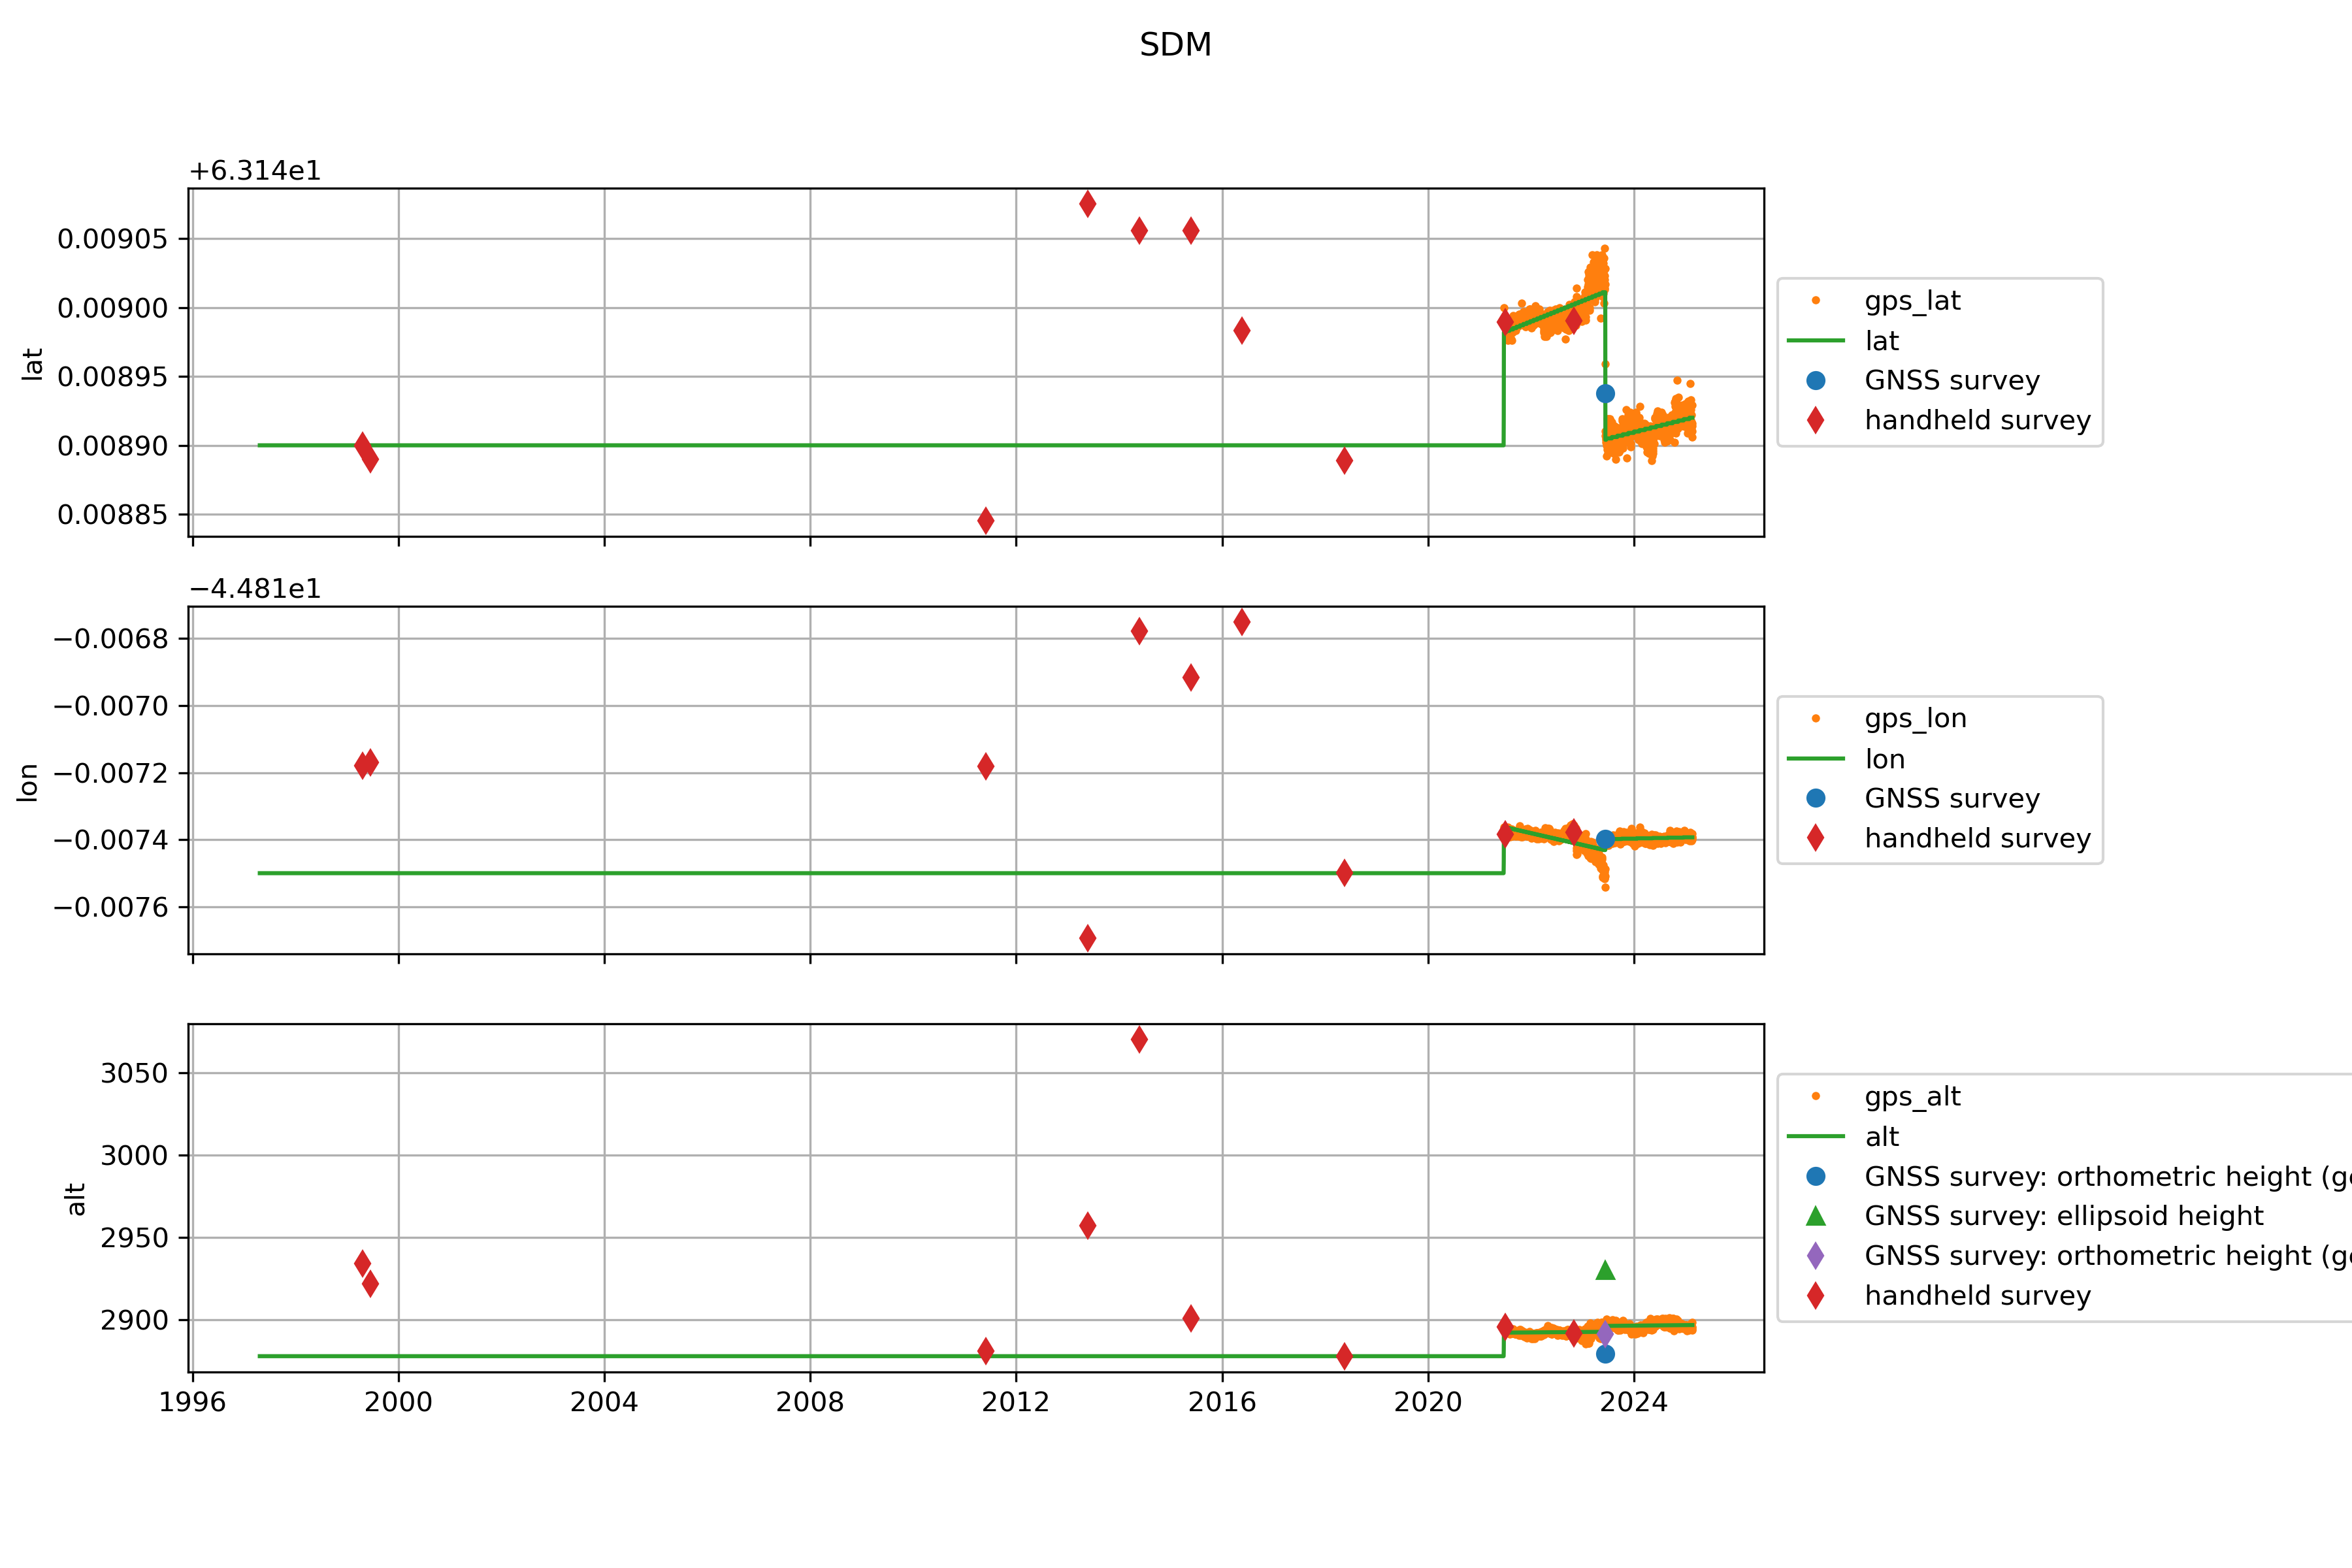 SDM
+6.314e1
0.00905
0.00900
0.00895
0.00890
0.00885
lat
gps_lat
lat
GNSS survey
handheld survey
−4.481e1
−0.0068
−0.0070
−0.0072
−0.0074
−0.0076
lon
gps_lon
lon
GNSS survey
handheld survey
3050
3000
2950
2900
alt
gps_alt
alt
GNSS survey: orthometric height (ge
GNSS survey: ellipsoid height
GNSS survey: orthometric height (ge
handheld survey
1996 2000 2004 2008 2012 2016 2020 2024